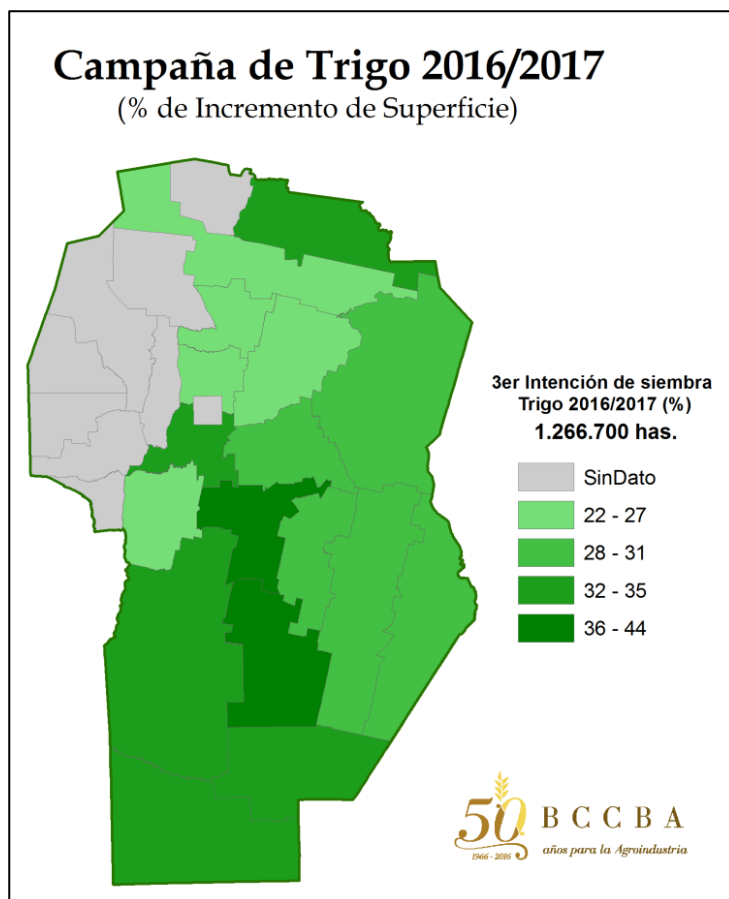 Campaña de Trigo 2016/2017
(% de Incremento de Superficie)
3er Intención de siembra
Trigo 2016/2017 (%)
1.266.700 has.
SinDato
22 - 27
28 - 31
32 - 35
36 - 44
50 BCCBA
1966 - 2016 años para la Agroindustria